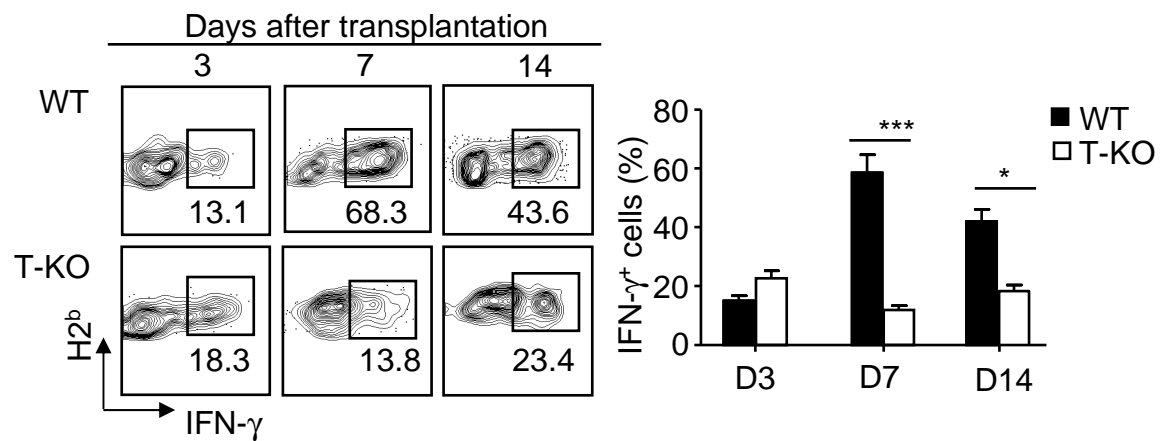 Days after transplantation
3 7 14
WT
13.1 68.3 43.6
T-KO
18.3 13.8 23.4
H2ᵇ
IFN-γ
IFN-γ⁺ cells (%)
80
60
40
20
0
*** 
*
WT
T-KO
D3 D7 D14